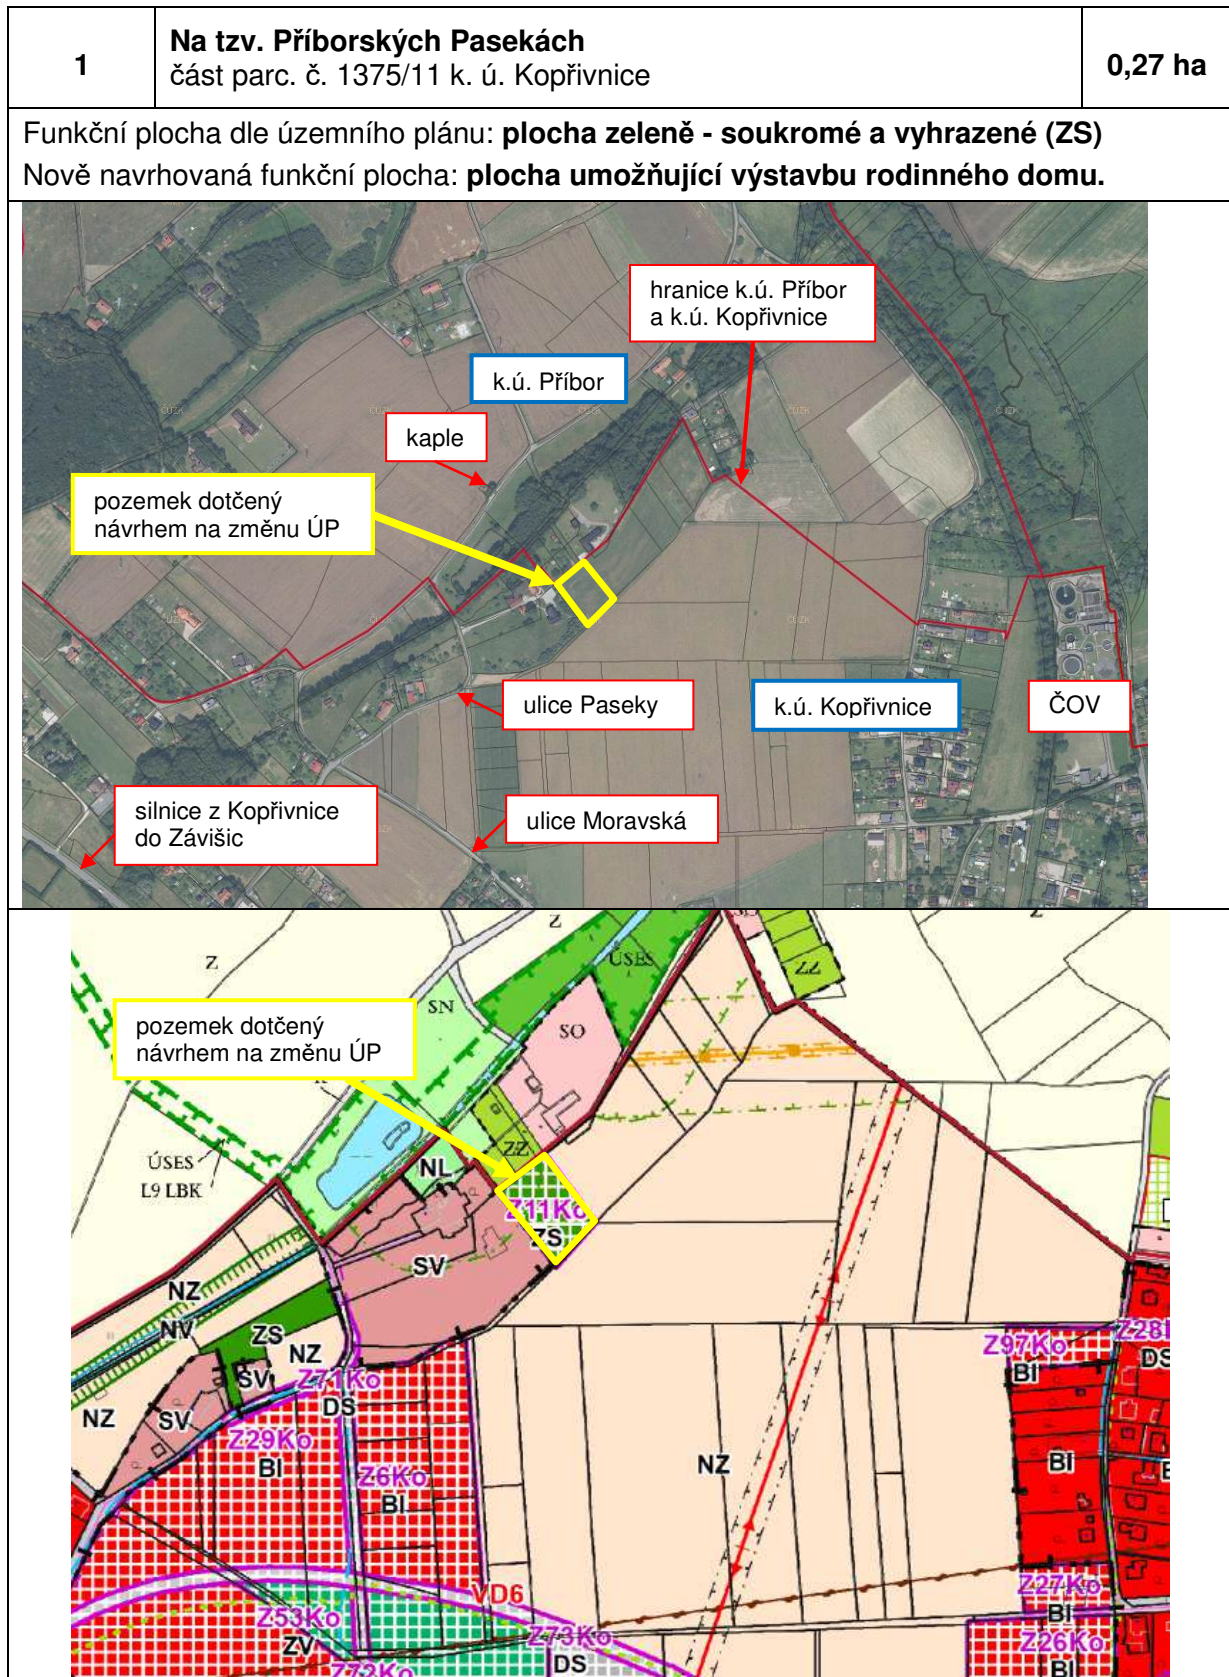 1
Na tzv. Příborských Pasekách
část parc. č. 1375/11 k. ú. Kopřivnice
0,27 ha
Funkční plocha dle územního plánu: plocha zeleně - soukromé a vyhrazené (ZS)
Nově navrhovaná funkční plocha: plocha umožňující výstavbu rodinného domu.
hranice k.ú. Příbor
a k.ú. Kopřivnice
k.ú. Příbor
kaple
pozemek dotčený
návrhem na změnu ÚP
ulice Paseky
k.ú. Kopřivnice
ČOV
silnice z Kopřivnice
do Závišic
ulice Moravská
Z
Z
Z
ÚSES
ZZ
SN
SO
pozemek dotčený
návrhem na změnu ÚP
ZZ
ÚSES
L9 LBK
NL
Z11Ko
ZS
SV
NZ
NV
ZS
NZ
SV
Z71Ko
DS
NZ
SV
Z29Ko
BI
Z6Ko
BI
NZ
Z97Ko
BI
Z28
DS
BI
VD6
Z53Ko
ZV
Z73Ko
DS
Z72Ko
Z27Ko
BI
Z26Ko
BI